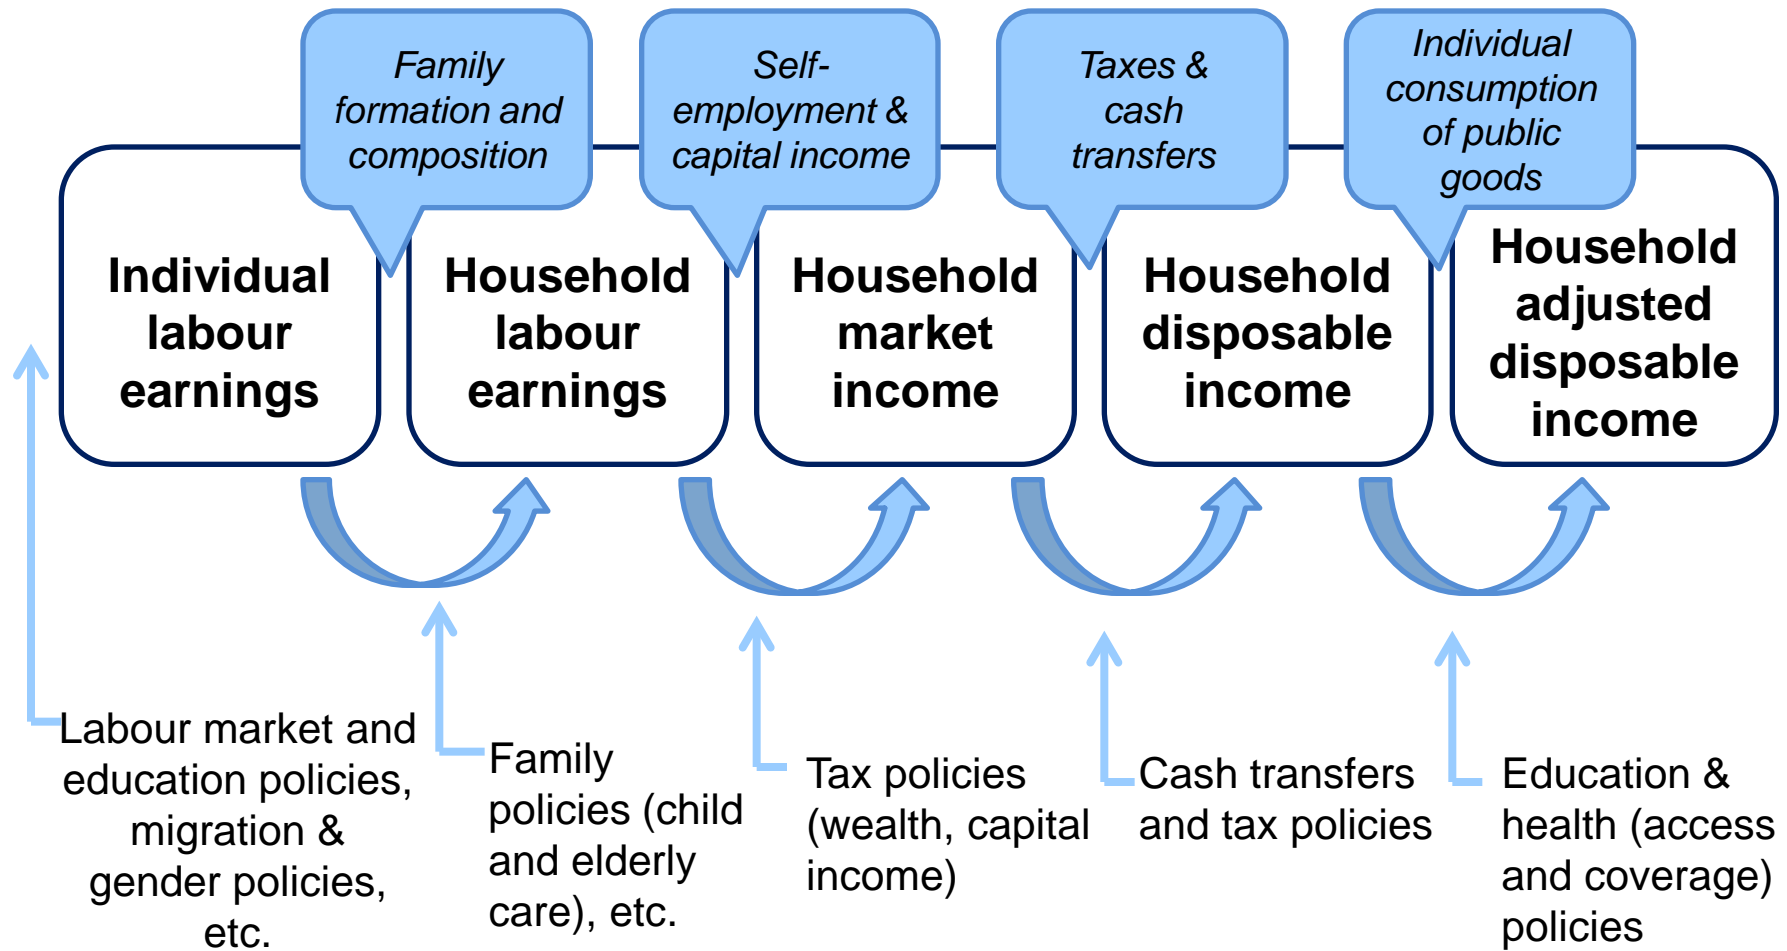 Family
formation and
composition
Self-
employment &
capital income
Taxes &
cash
transfers
Individual
consumption
of public
goods
Individual
labour
earnings
Household
labour
earnings
Household
market
income
Household
disposable
income
Household
adjusted
disposable
income
Labour market and
education policies,
migration &
gender policies,
etc.
Family
policies (child
and elderly
care), etc.
Tax policies
(wealth, capital
income)
Cash transfers
and tax policies
Education &
health (access
and coverage)
policies